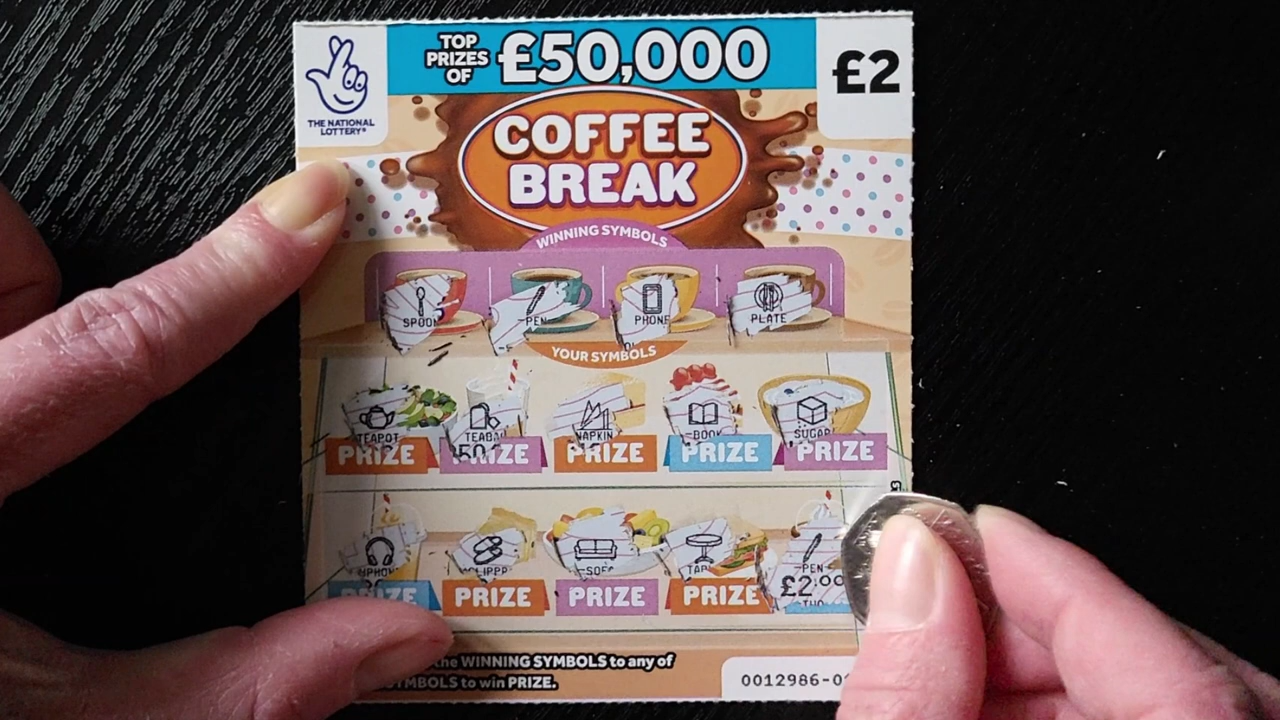 TOP
PRIZES
OF
£50,000
£2
THE NATIONAL
LOTTERY®
COFFEE
BREAK
WINNING SYMBOLS
SPOON
PEN
PHONE
PLATE
YOUR SYMBOLS
TEAPOT
NAPKIN
BOOK
SUGAR
PRIZE
PRIZE
PRIZE
PRIZE
PRIZE
PEN
£2.00
PRIZE
PRIZE
PRIZE
the WINNING SYMBOLS to any of
to win PRIZE.